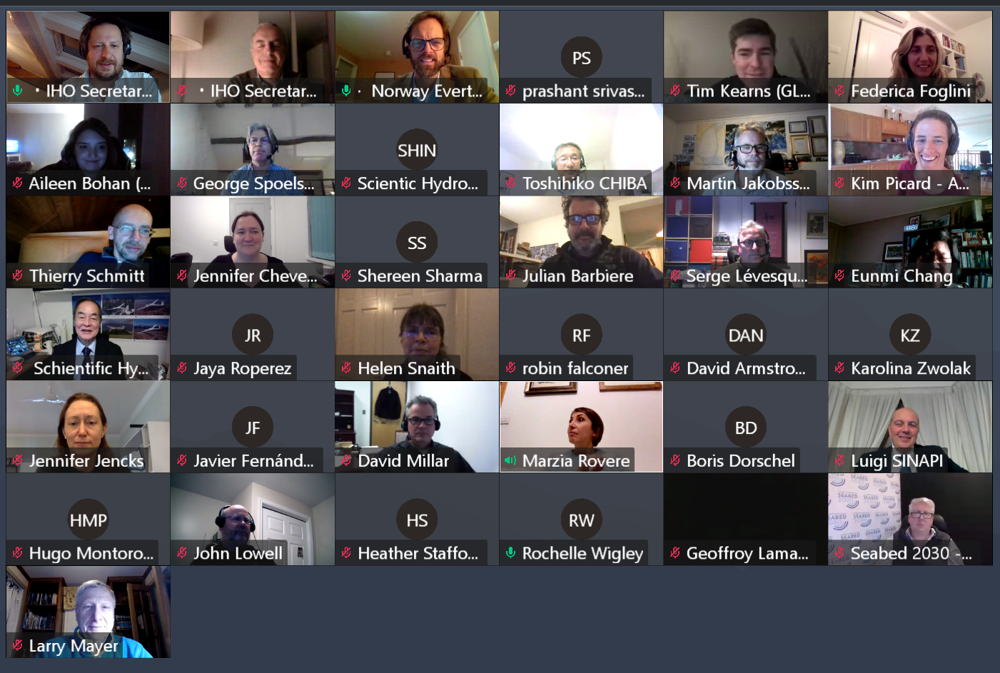 • IHO Secretar...
• IHO Secretar...
· Norway Evert...
PS
prashant srivas...
Tim Kearns (GL...
Federica Foglini
Aileen Bohan (...
George Spoels...
SHIN
Scientic Hydro...
Toshihiko CHIBA
Martin Jakobss...
Kim Picard - A...
Thierry Schmitt
Jennifer Cheve...
SS
Shereen Sharma
Julian Barbiere
Serge Lévesqu...
Eunmi Chang
Schientific Hy...
JR
Jaya Roperez
Helen Snaith
RF
robin falconer
DAN
David Armstro...
KZ
Karolina Zwolak
Jennifer Jencks
JF
Javier Fernánd...
David Millar
Marzia Rovere
BD
Boris Dorschel
Luigi SINAPI
HMP
Hugo Montoro...
John Lowell
HS
Heather Staffo...
RW
Rochelle Wigley
Geoffroy Lama...
SEABED
2030
SEABED
SEABED
Seabed 2030 -...
Larry Mayer